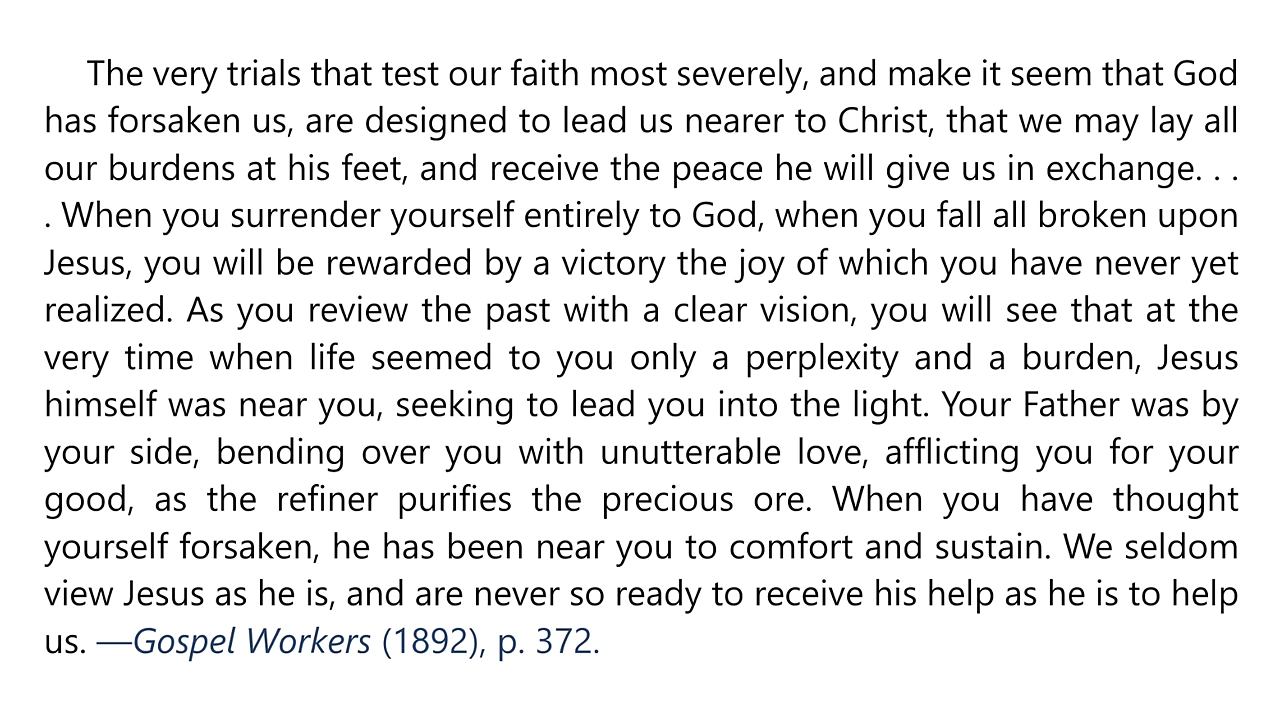 The very trials that test our faith most severely, and make it seem that God
has forsaken us, are designed to lead us nearer to Christ, that we may lay all
our burdens at his feet, and receive the peace he will give us in exchange. . .
. When you surrender yourself entirely to God, when you fall all broken upon
Jesus, you will be rewarded by a victory the joy of which you have never yet
realized. As you review the past with a clear vision, you will see that at the
very time when life seemed to you only a perplexity and a burden, Jesus
himself was near you, seeking to lead you into the light. Your Father was by
your side, bending over you with unutterable love, afflicting you for your
good, as the refiner purifies the precious ore. When you have thought
yourself forsaken, he has been near you to comfort and sustain. We seldom
view Jesus as he is, and are never so ready to receive his help as he is to help
us. —Gospel Workers (1892), p. 372.